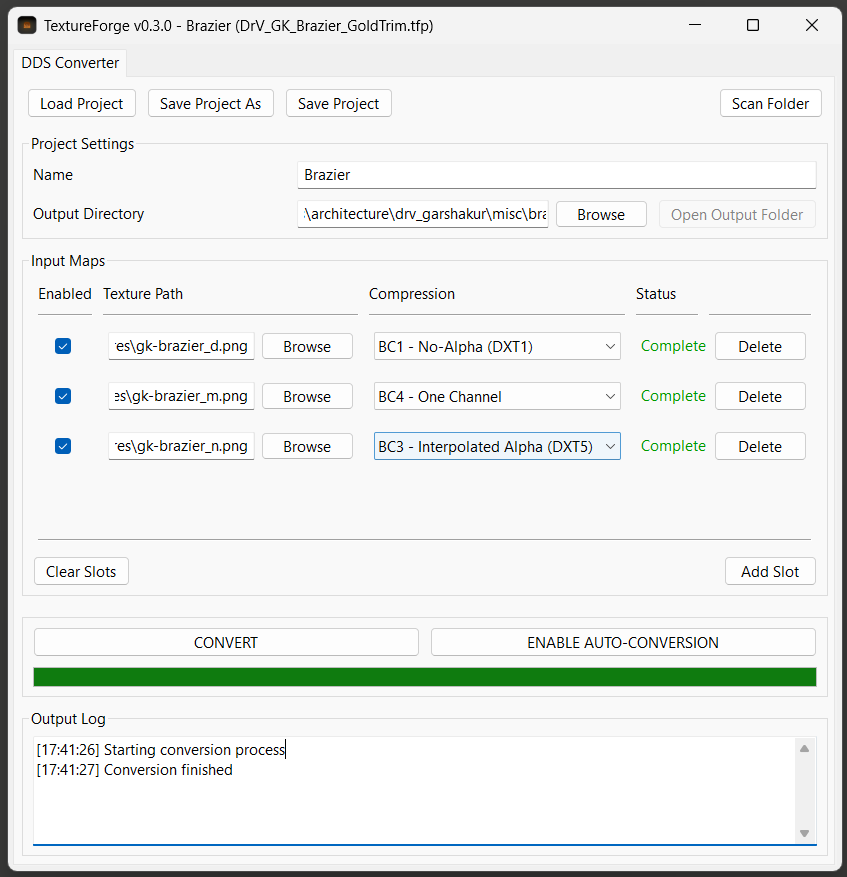 TextureForge v0.3.0 - Brazier (DrV_GK_Brazier_GoldTrim.tfp)
DDS Converter
Load Project Save Project As Save Project Scan Folder
Project Settings
Name Brazier
Output Directory :\architecture\drv_garshakur\misc\bra Browse Open Output Folder
Input Maps
Enabled Texture Path Compression Status
res\gk-brazier_d.png Browse BC1 - No-Alpha (DXT1) Complete Delete
es\gk-brazier_m.png Browse BC4 - One Channel Complete Delete
res\gk-brazier_n.png Browse BC3 - Interpolated Alpha (DXT5) Complete Delete
Clear Slots Add Slot
CONVERT ENABLE AUTO-CONVERSION
Output Log
[17:41:26] Starting conversion process
[17:41:27] Conversion finished